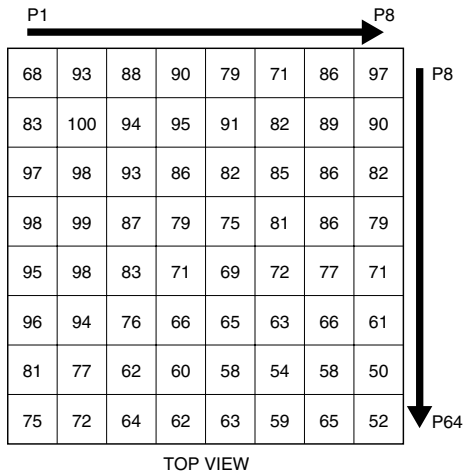 P1 P8
68 93 88 90 79 71 86 97 P8
83 100 94 95 91 82 89 90
97 98 93 86 82 85 86 82
98 99 87 79 75 81 86 79
95 98 83 71 69 72 77 71
96 94 76 66 65 63 66 61
81 77 62 60 58 54 58 50
75 72 64 62 63 59 65 52 P64
TOP VIEW